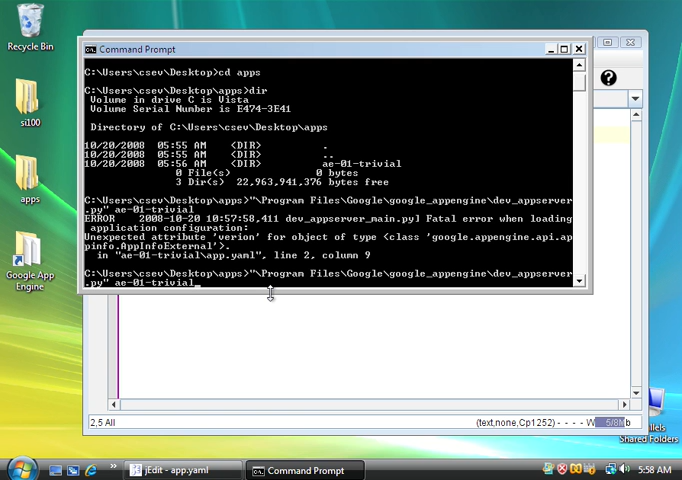 Recycle Bin
si100
apps
Google App
Engine
Command Prompt
C:\Users\csev\Desktop>cd apps
C:\Users\csev\Desktop\apps>dir
Volume in drive C is Vista
Volume Serial Number is E474-3E41
Directory of C:\Users\csev\Desktop\apps
10/20/2008 05:55 AM <DIR> .
10/20/2008 05:55 AM <DIR> ..
10/20/2008 05:56 AM <DIR> ae-01-trivial
0 File(s) 0 bytes
3 Dir(s) 22,963,941,376 bytes free
C:\Users\csev\Desktop\apps>"\Program Files\Google\google_appengine\dev_appserver
.py" ae-01-trivial
ERROR 2008-10-20 10:57:58,411 dev_appserver_main.py] Fatal error when loading
application configuration:
Unexpected attribute 'verion' for object of type <class 'google.appengine.api.ap
pinfo.AppInfoExternal'>.
in "ae-01-trivial\app.yaml", line 2, column 9
C:\Users\csev\Desktop\apps>"\Program Files\Google\google_appengine\dev_appserver
.py" ae-01-trivial_
2,5 All (text,none,Cp1252) - - - - W 5/8Mb
Shared Folders
jEdit - app.yaml
Command Prompt
5:58 AM